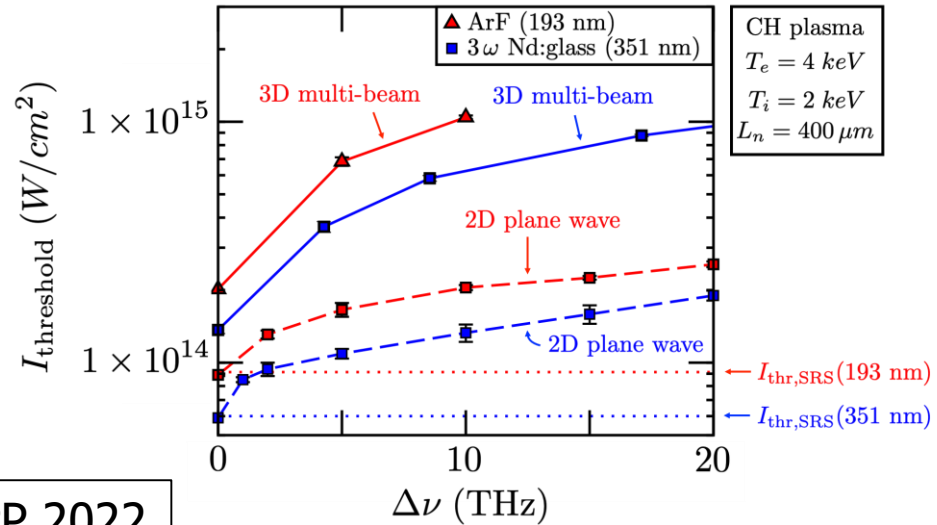 ArF (193 nm)
3ω Nd:glass (351 nm)
CH plasma
T_e = 4 keV
T_i = 2 keV
L_n = 400 μm
3D multi-beam
3D multi-beam
1 × 10^15
I_threshold (W/cm^2)
2D plane wave
2D plane wave
1 × 10^14
I_thr,SRS(193 nm)
I_thr,SRS(351 nm)
0
10
20
Δν (THz)
2022